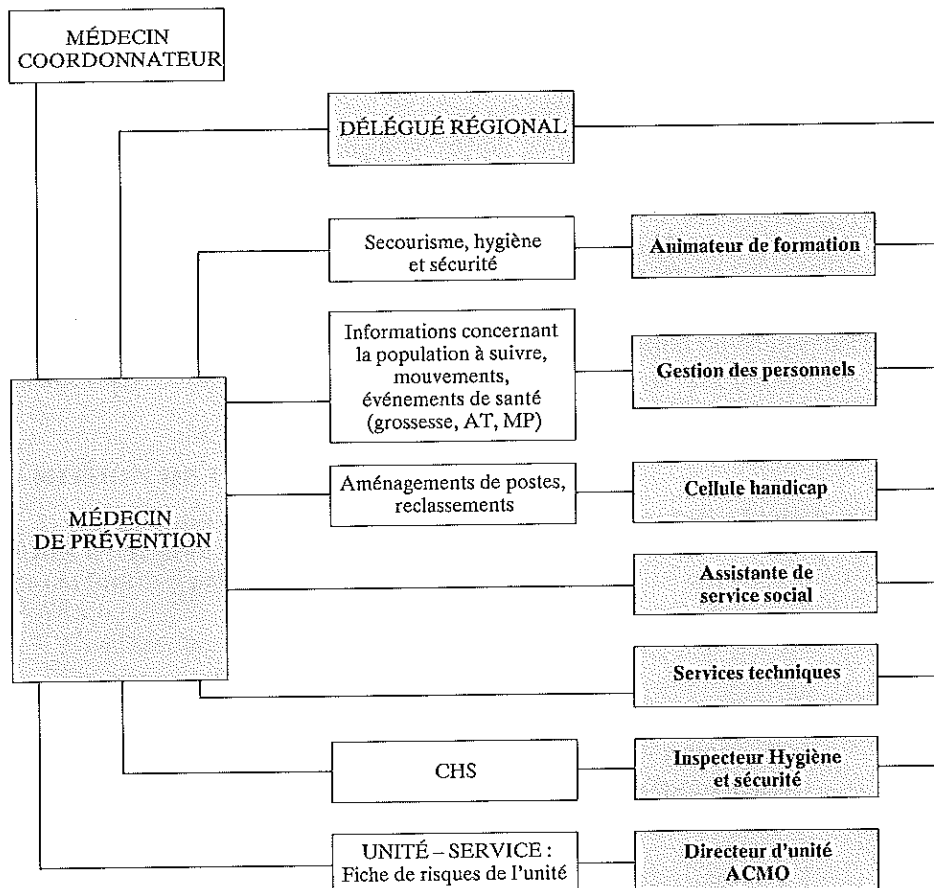 MÉDECIN
COORDONNATEUR
DÉLÉGUÉ RÉGIONAL
Secourisme, hygiène
et sécurité
Animateur de formation
Informations concernant
la population à suivre,
mouvements,
événements de santé
(grossesse, AT, MP)
Gestion des personnels
MÉDECIN
DE PRÉVENTION
Aménagements de postes,
reclassements
Cellule handicap
Assistante de
service social
Services techniques
CHS
Inspecteur Hygiène
et sécurité
UNITÉ – SERVICE :
Fiche de risques de l'unité
Directeur d'unité
ACMO